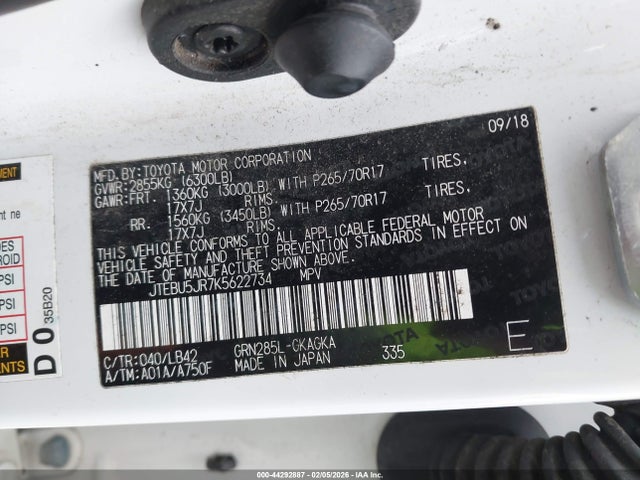 09/18
MFD.BY:TOYOTA MOTOR CORPORATION
GVWR:2855KG (6300LB)
GAWR:FRT. 1360KG (3000LB) WITH P265/70R17 TIRES,
17X7J RIMS,
RR. 1560KG (3450LB) WITH P265/70R17 TIRES,
17X7J RIMS.
THIS VEHICLE CONFORMS TO ALL APPLICABLE FEDERAL MOTOR
VEHICLE SAFETY AND THEFT PREVENTION STANDARDS IN EFFECT ON
THE DATE OF MANUFACTURE SHOWN ABOVE.
JTEBU5JR7K5622734 MPV
C/TR:040/LB42 GRN285L-GKAGKA 335 E
A/TM:A01A/A750F MADE IN JAPAN
PSI
PSI
PSI
D0 35B20
000-44292887 - 02/05/2026 - IAA Inc.